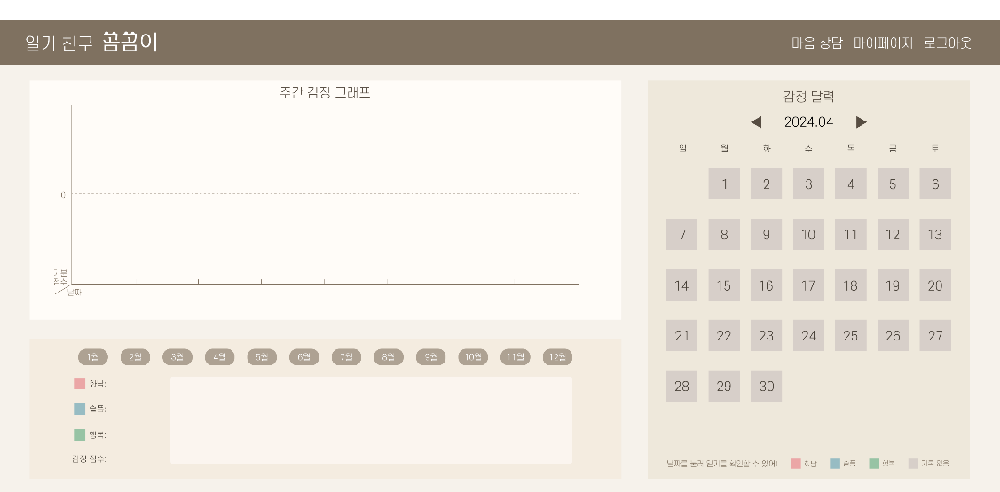 일기 친구 꼼꼼이
마음 상담 마이페이지 로그아웃
주간 감정 그래프
0
기분
점수
날짜
1월 2월 3월 4월 5월 6월 7월 8월 9월 10월 11월 12월
화남:
슬픔:
행복:
감정 점수:
감정 달력
◀ 2024.04 ▶
일 월 화 수 목 금 토
1 2 3 4 5 6
7 8 9 10 11 12 13
14 15 16 17 18 19 20
21 22 23 24 25 26 27
28 29 30
날짜를 눌러 일기를 확인할 수 있어! 화남 슬픔 행복 기록 없음